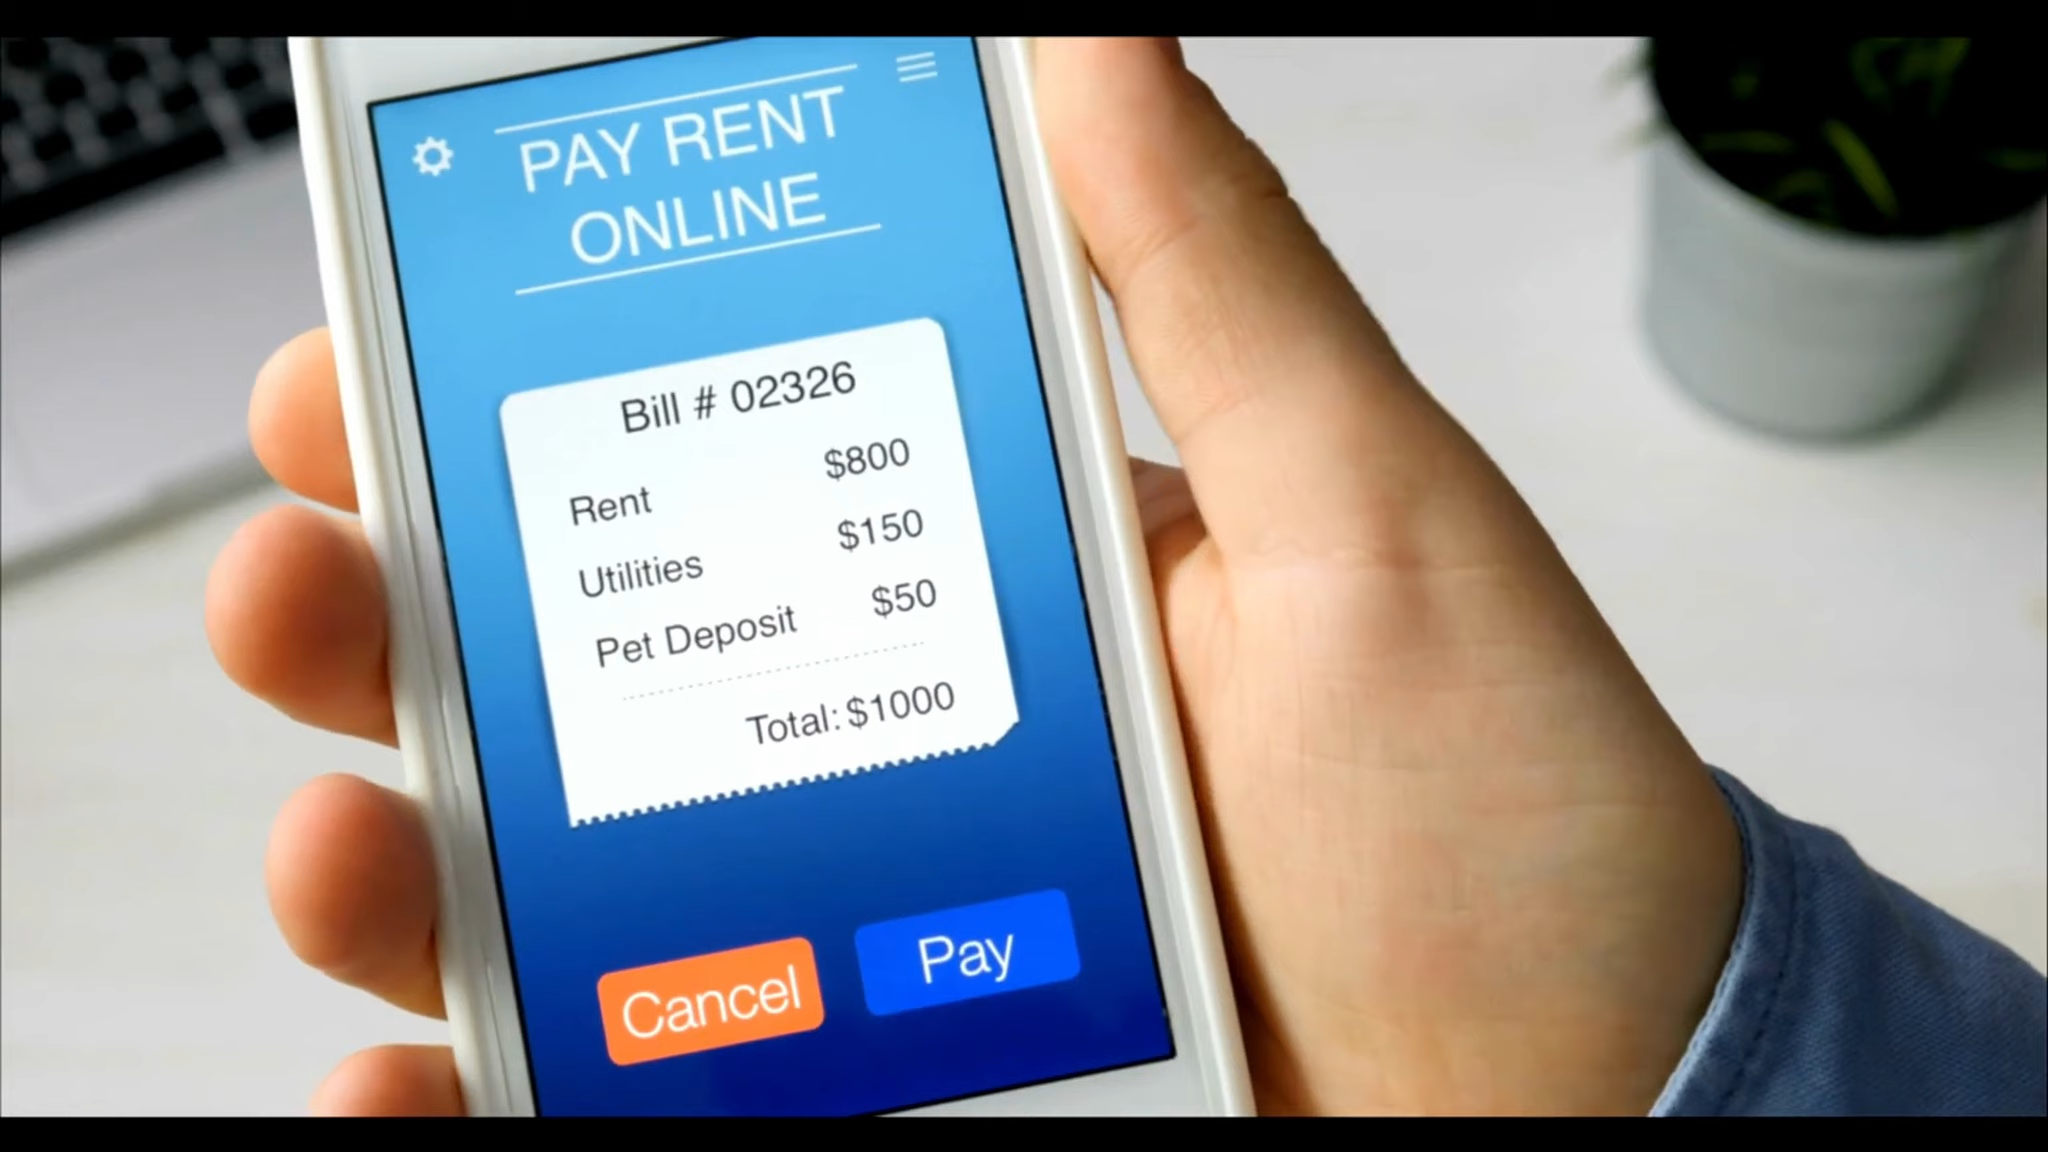 PAY RENT
ONLINE
Bill # 02326
Rent $800
Utilities $150
Pet Deposit $50
Total: $1000
Cancel Pay